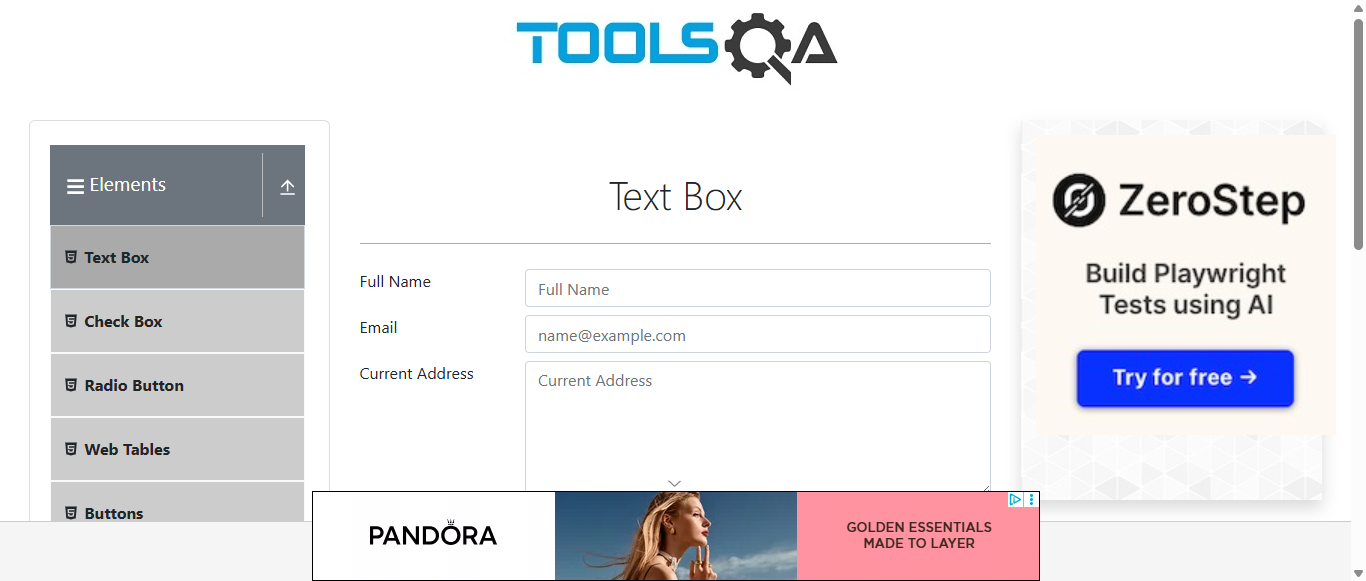 TOOLSQA
Elements
Text Box
Check Box
Radio Button
Web Tables
Buttons
Text Box
Full Name
Full Name
Email
name@example.com
Current Address
Current Address
ZeroStep
Build Playwright
Tests using AI
Try for free →
PANDÖRA
GOLDEN ESSENTIALS
MADE TO LAYER